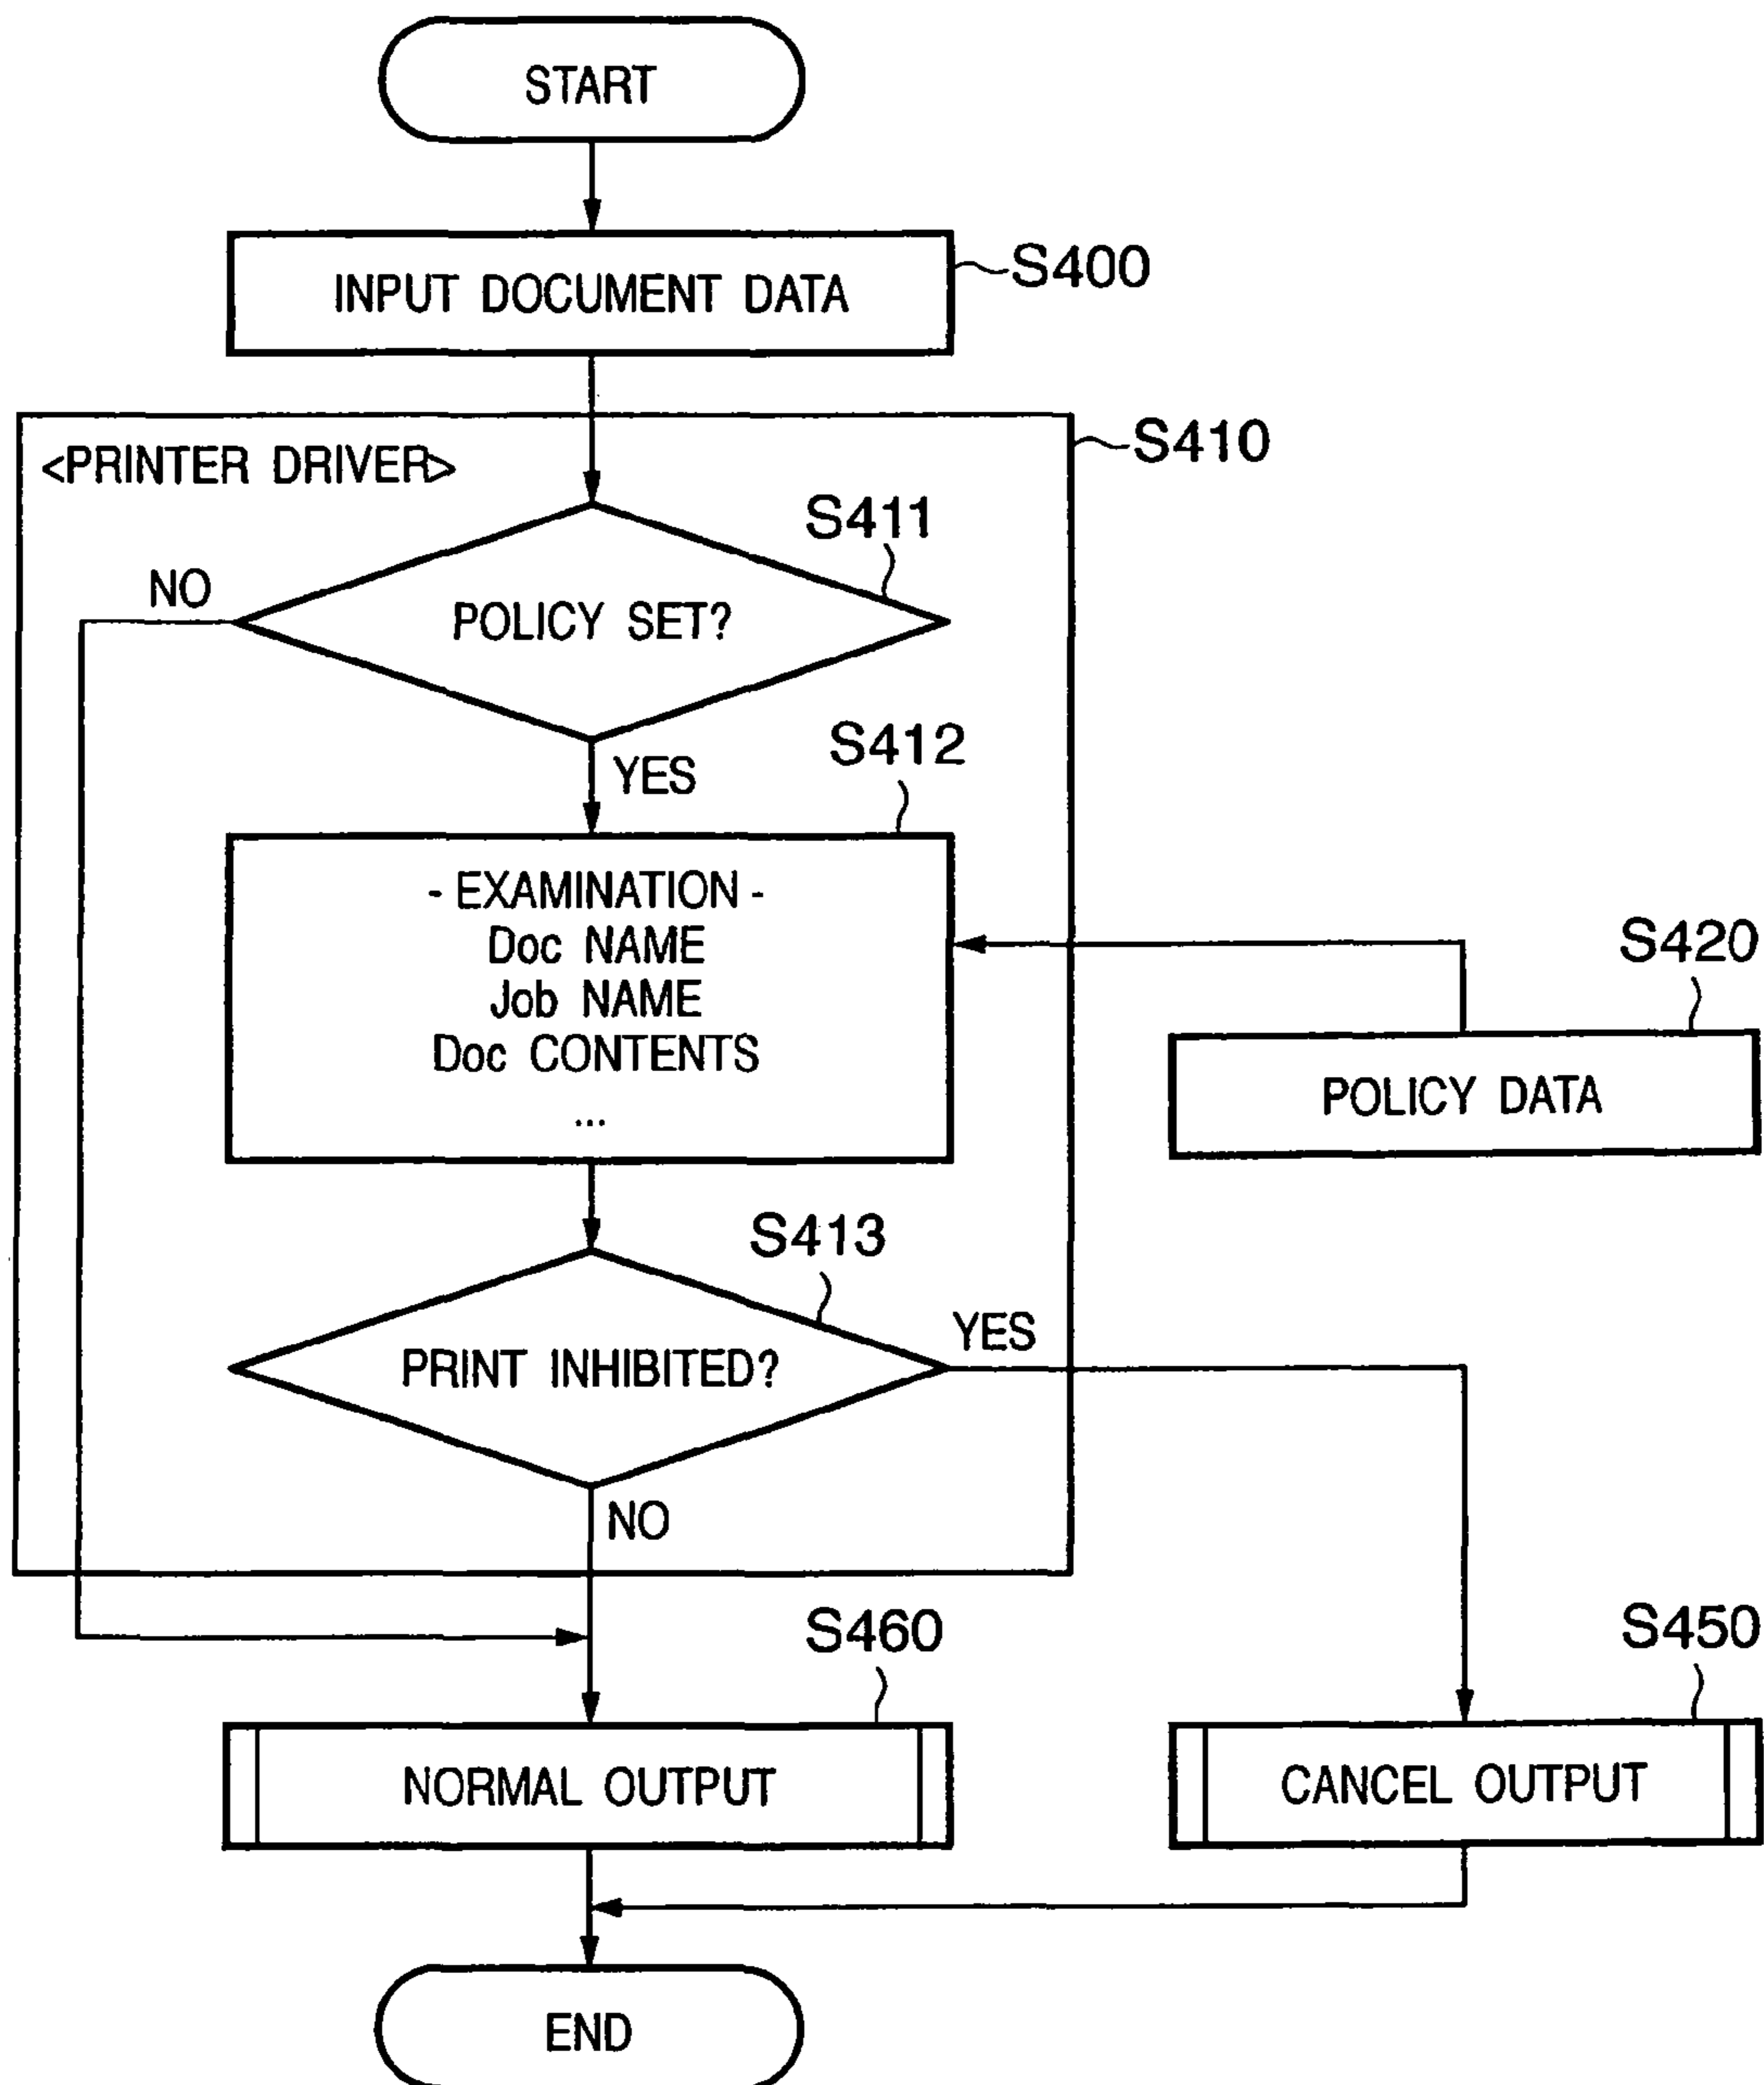 START
INPUT DOCUMENT DATA
S400
<PRINTER DRIVER>
S410
S411
NO
POLICY SET?
YES
S412
- EXAMINATION -
Doc NAME
Job NAME
Doc CONTENTS
...
S420
POLICY DATA
S413
PRINT INHIBITED?
YES
NO
S460
NORMAL OUTPUT
S450
CANCEL OUTPUT
END